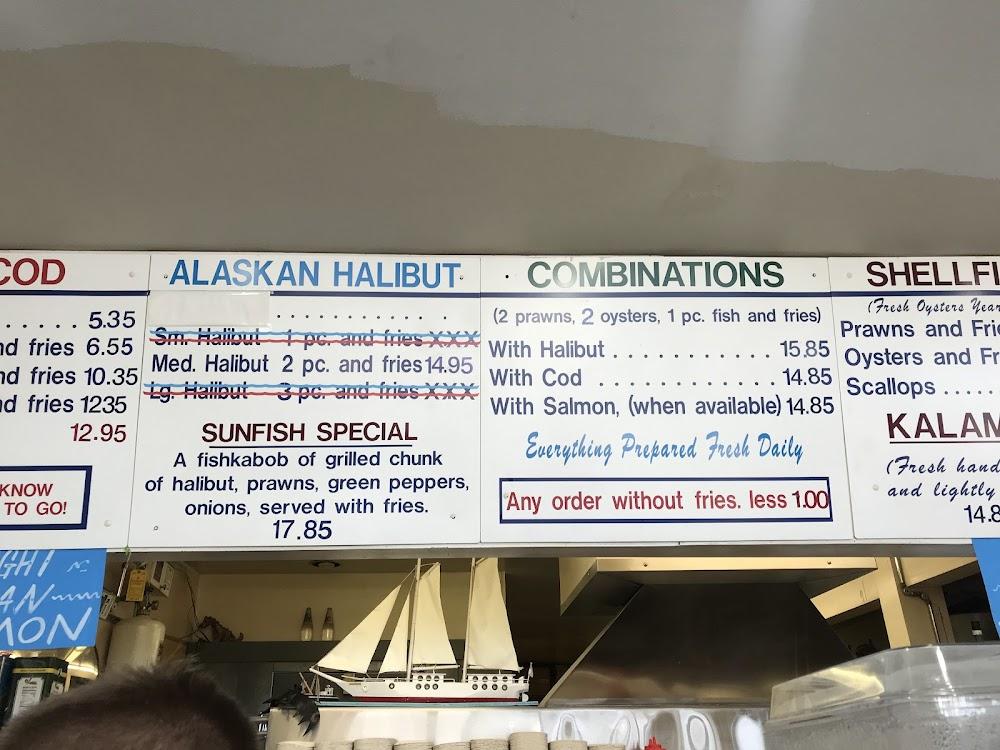 COD
..... 5.35
nd fries 6.55
nd fries 10.35
nd fries 1235
12.95
KNOW
TO GO!
ALASKAN HALIBUT
Sm. Halibut 1 pc. and fries XXX
Med. Halibut 2 pc. and fries 14.95
Lg. Halibut 3 pc. and fries XXX
SUNFISH SPECIAL
A fishkabob of grilled chunk
of halibut, prawns, green peppers,
onions, served with fries.
17.85
COMBINATIONS
(2 prawns, 2 oysters, 1 pc. fish and fries)
With Halibut ............ 15.85
With Cod .............. 14.85
With Salmon, (when available) 14.85
Everything Prepared Fresh Daily
Any order without fries. less 1.00
SHELLFI
(Fresh Oysters Year
Prawns and Fri
Oysters and Fr
Scallops .....
KALAM
(Fresh hand
and lightly
14.8
GHT
AN
MON